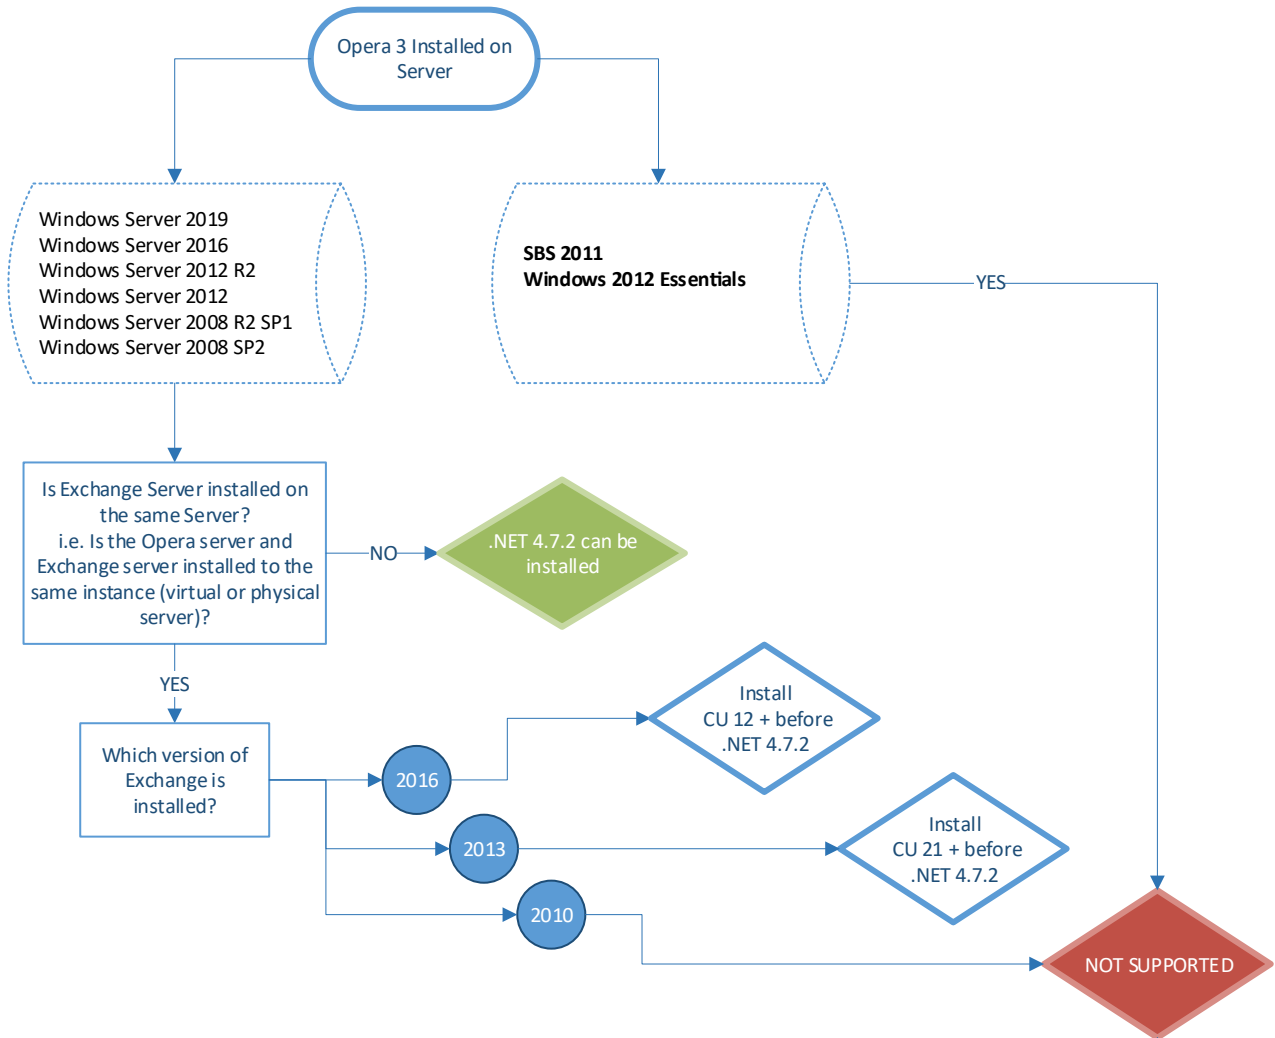 Opera 3 Installed on
Server
Windows Server 2019
Windows Server 2016
Windows Server 2012 R2
Windows Server 2012
Windows Server 2008 R2 SP1
Windows Server 2008 SP2
SBS 2011
Windows 2012 Essentials
YES
Is Exchange Server installed on
the same Server?
i.e. Is the Opera server and
Exchange server installed to the
same instance (virtual or physical
server)?
NO
.NET 4.7.2 can be
installed
YES
Which version of
Exchange is
installed?
2016
Install
CU 12 + before
.NET 4.7.2
2013
Install
CU 21 + before
.NET 4.7.2
2010
NOT SUPPORTED